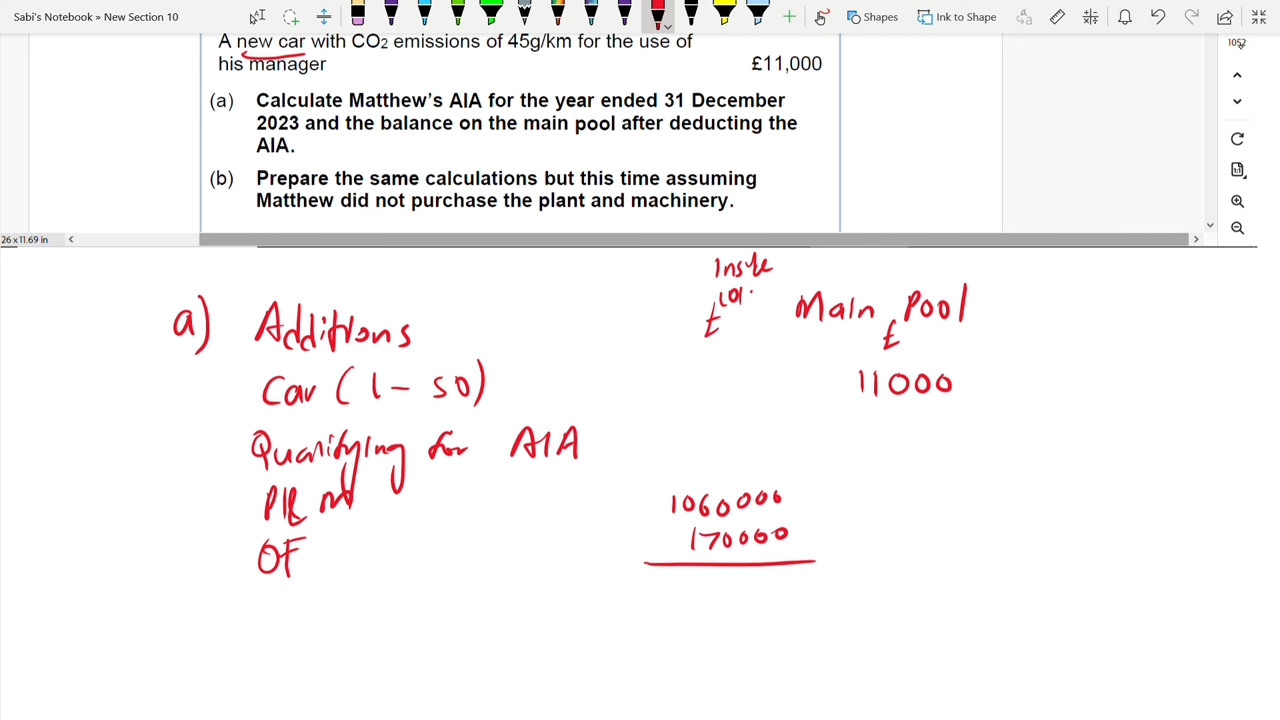 Sabi's Notebook » New Section 10
Shapes
Ink to Shape
A new car with CO2 emissions of 45g/km for the use of
his manager £11,000
(a) Calculate Matthew's AIA for the year ended 31 December
2023 and the balance on the main pool after deducting the
AIA.
(b) Prepare the same calculations but this time assuming
Matthew did not purchase the plant and machinery.
26 x 11.69 in
Main Pool
£ £
a) Additions
Car (1 - 50) 11000
Qualifying for AIA
1060000
OF 170000